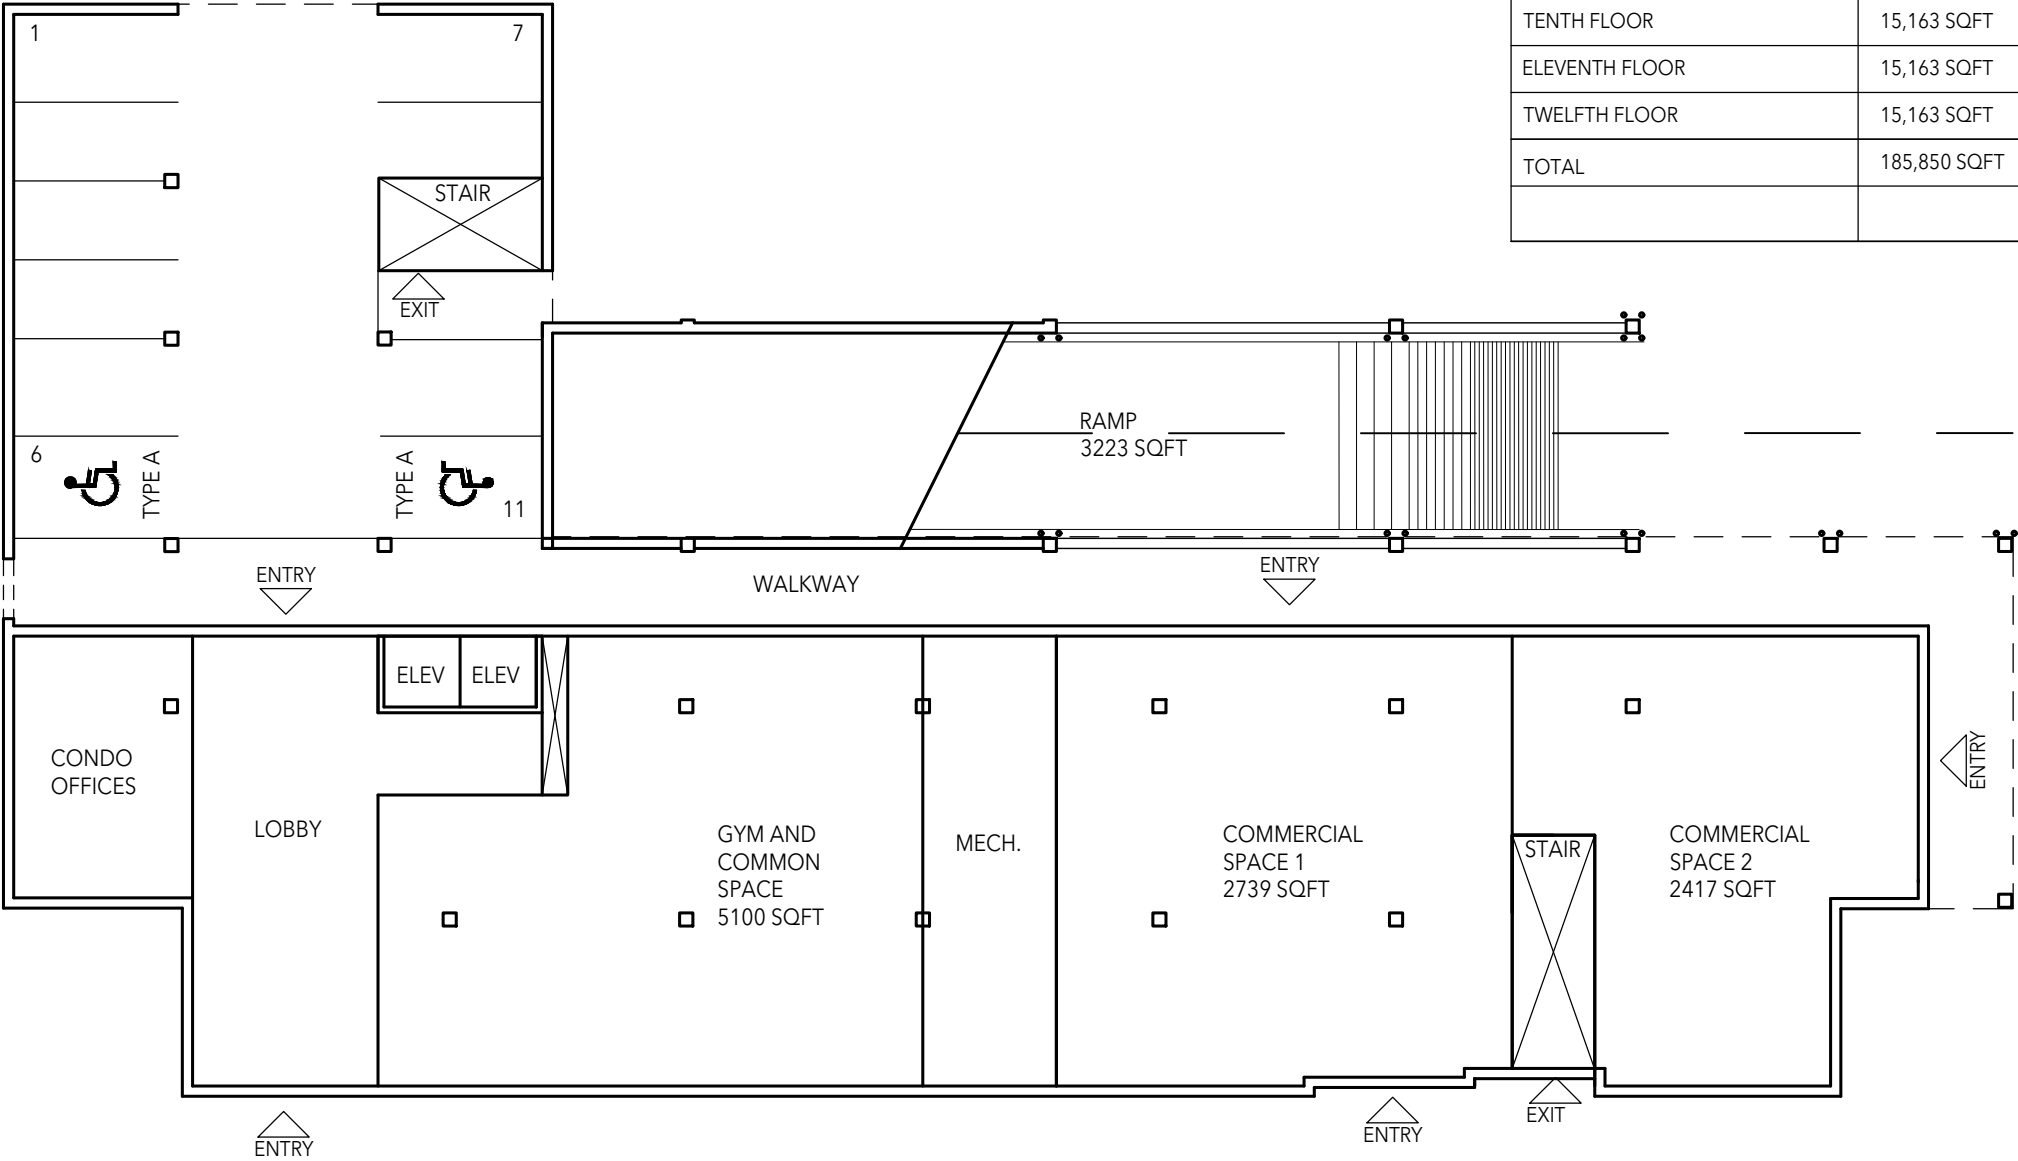 TENTH FLOOR 15,163 SQFT
ELEVENTH FLOOR 15,163 SQFT
TWELFTH FLOOR 15,163 SQFT
TOTAL 185,850 SQFT
1
7
STAIR
EXIT
RAMP
3223 SQFT
6
TYPE A
TYPE A
11
ENTRY
WALKWAY
ENTRY
ELEV
ELEV
CONDO
OFFICES
LOBBY
GYM AND
COMMON
SPACE
5100 SQFT
MECH.
COMMERCIAL
SPACE 1
2739 SQFT
STAIR
COMMERCIAL
SPACE 2
2417 SQFT
ENTRY
ENTRY
ENTRY
EXIT